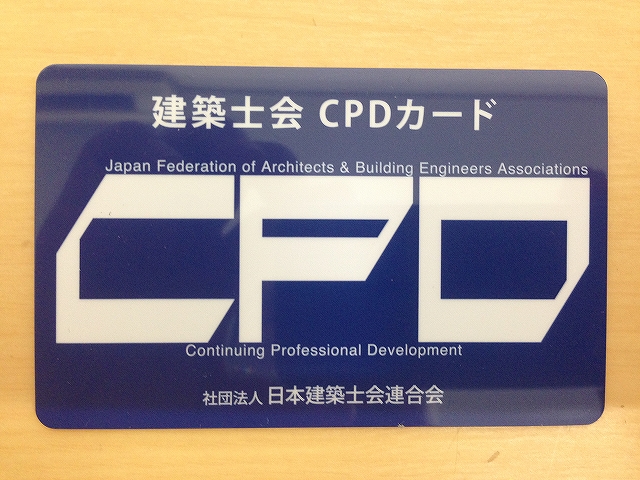 建築士会 CPDカード
Japan Federation of Architects & Building Engineers Associations
CPD
Continuing Professional Development
社団法人 日本建築士会連合会